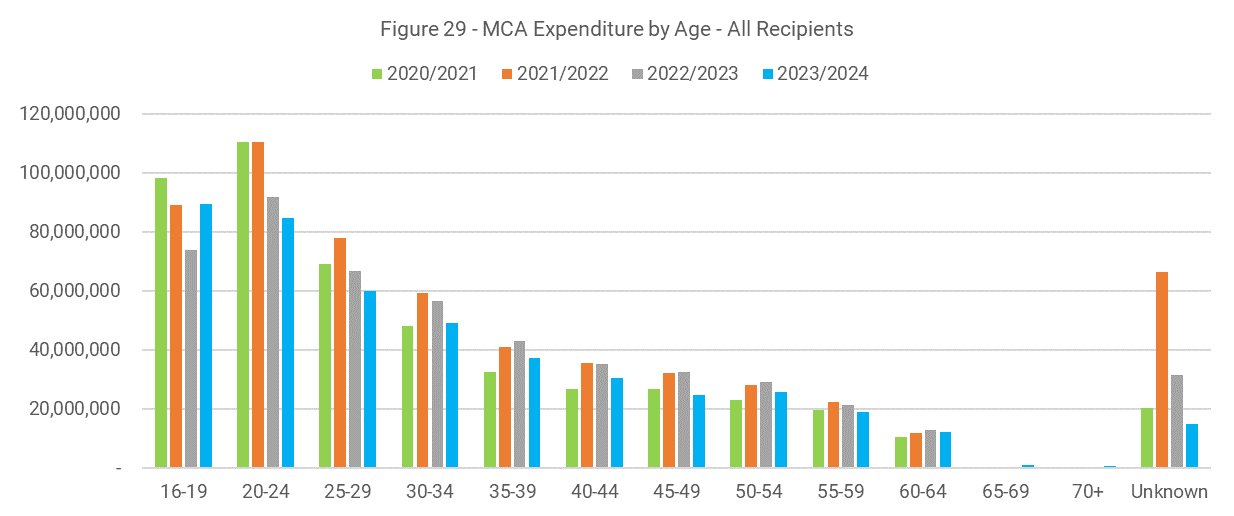 Figure 29 - MCA Expenditure by Age - All Recipients
2020/2021 2021/2022 2022/2023 2023/2024
120,000,000
100,000,000
80,000,000
60,000,000
40,000,000
20,000,000
-
16-19 20-24 25-29 30-34 35-39 40-44 45-49 50-54 55-59 60-64 65-69 70+ Unknown